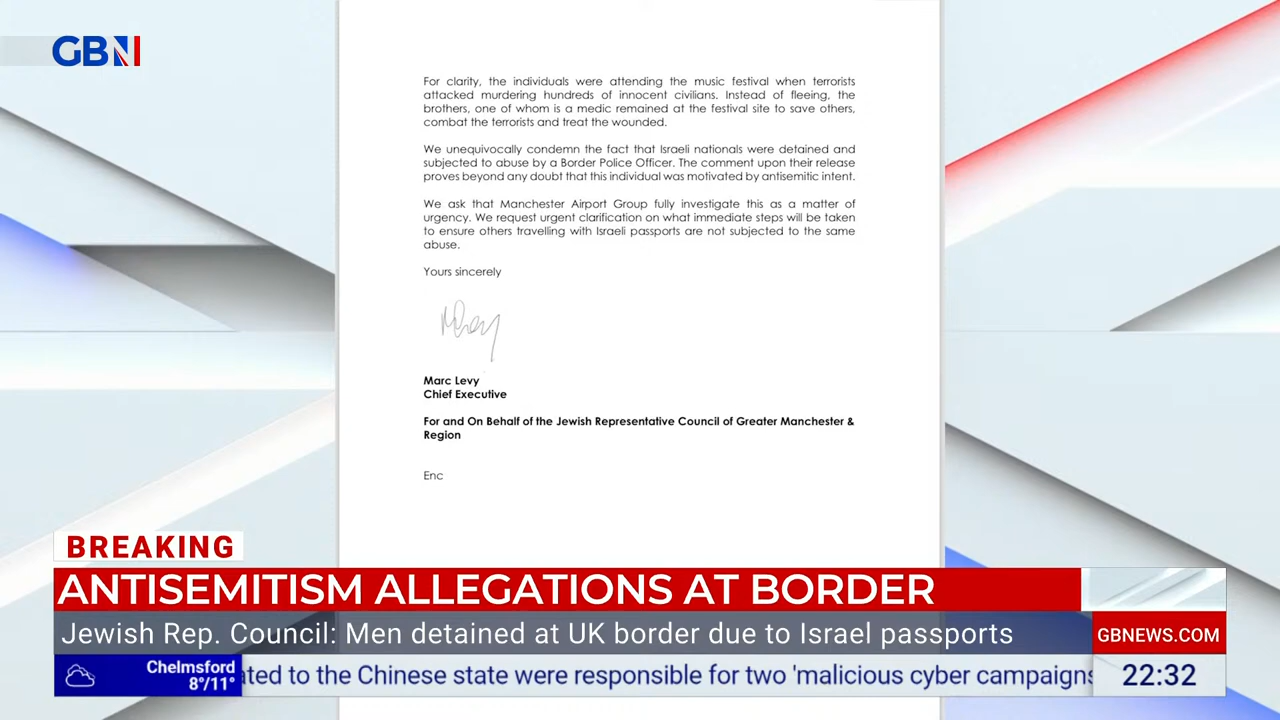 GBN
For clarity, the individuals were attending the music festival when terrorists
attacked murdering hundreds of innocent civilians. Instead of fleeing, the
brothers, one of whom is a medic remained at the festival site to save others,
combat the terrorists and treat the wounded.
We unequivocally condemn the fact that Israeli nationals were detained and
subjected to abuse by a Border Police Officer. The comment upon their release
proves beyond any doubt that this individual was motivated by antisemitic intent.
We ask that Manchester Airport Group fully investigate this as a matter of
urgency. We request urgent clarification on what immediate steps will be taken
to ensure others travelling with Israeli passports are not subjected to the same
abuse.
Yours sincerely
Marc Levy
Chief Executive
For and On Behalf of the Jewish Representative Council of Greater Manchester &
Region
Enc
BREAKING
ANTISEMITISM ALLEGATIONS AT BORDER
Jewish Rep. Council: Men detained at UK border due to Israel passports
GBNEWS.COM
Chelmsford
8°/11°
ated to the Chinese state were responsible for two 'malicious cyber campaigns
22:32